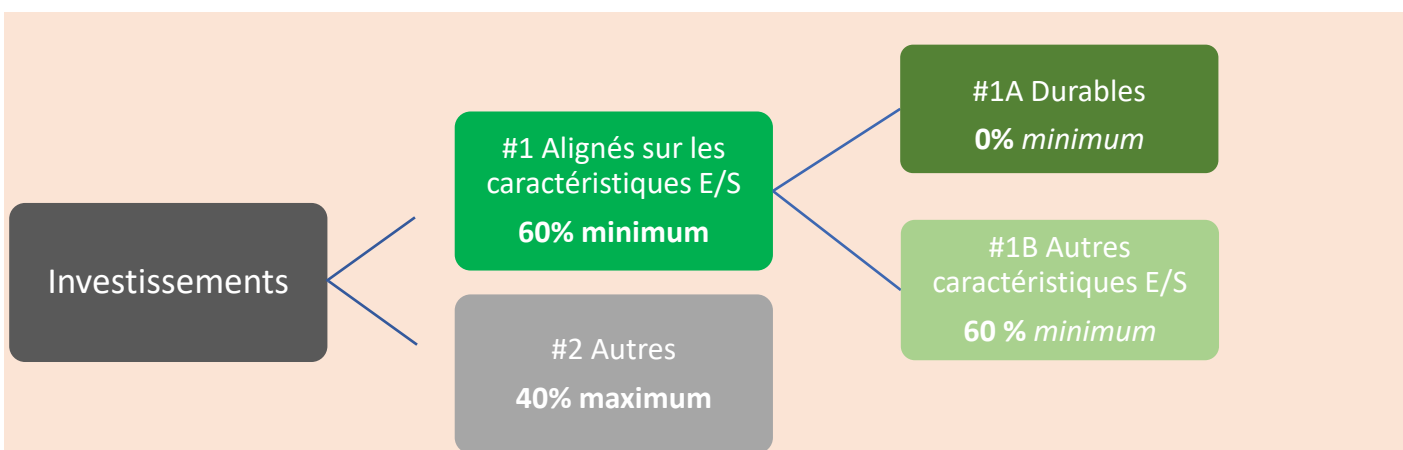 Investissements
#1 Alignés sur les
caractéristiques E/S
60% minimum
#2 Autres
40% maximum
#1A Durables
0% minimum
#1B Autres
caractéristiques E/S
60 % minimum